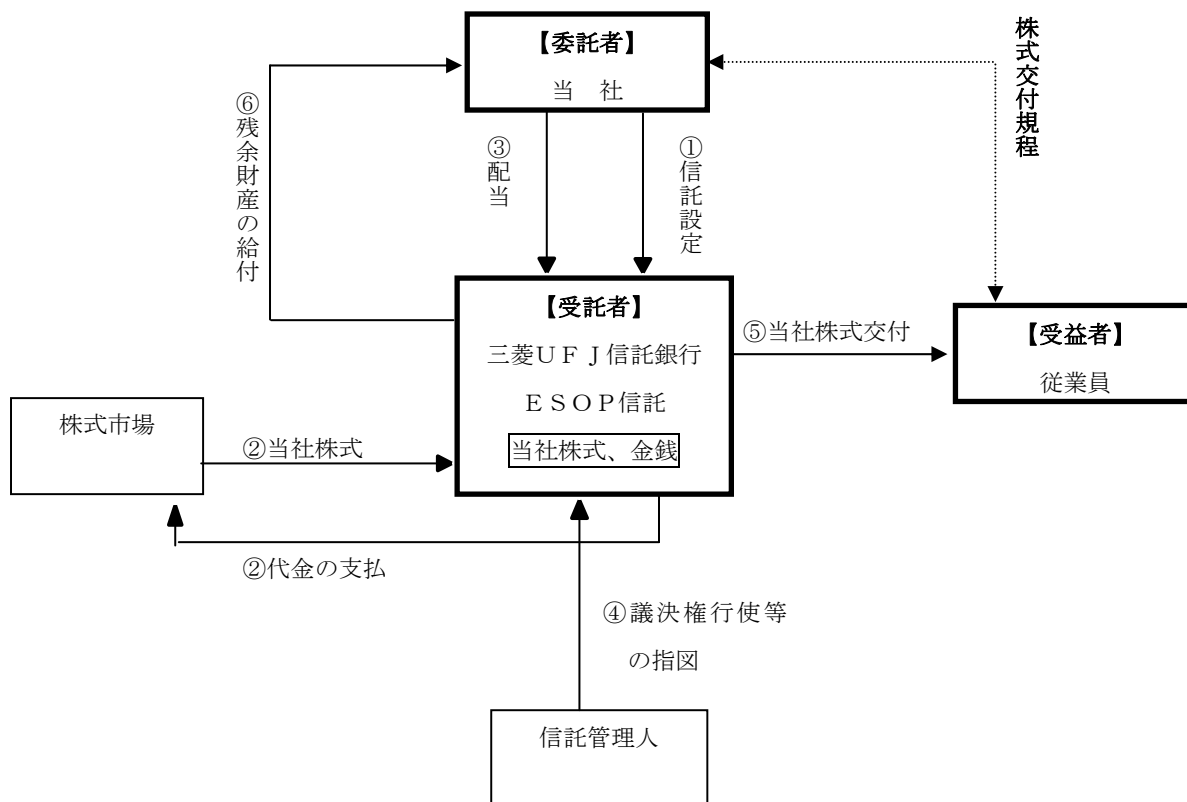 【委託者】
当　社
株式交付規程
⑥残余財産の給付
③配当
①信託設定
【受託者】
三菱ＵＦＪ信託銀行
ＥＳＯＰ信託
当社株式、金銭
⑤当社株式交付
【受益者】
従業員
株式市場
②当社株式
②代金の支払
④議決権行使等
の指図
信託管理人